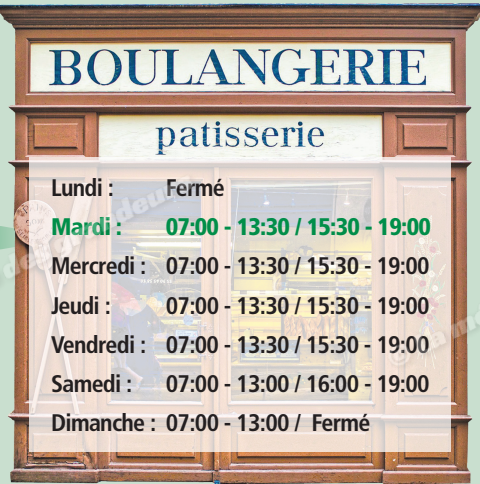 BOULANGERIE
patisserie
Lundi : Fermé
Mardi : 07:00 - 13:30 / 15:30 - 19:00
Mercredi : 07:00 - 13:30 / 15:30 - 19:00
Jeudi : 07:00 - 13:30 / 15:30 - 19:00
Vendredi : 07:00 - 13:30 / 15:30 - 19:00
Samedi : 07:00 - 13:00 / 16:00 - 19:00
Dimanche : 07:00 - 13:00 / Fermé